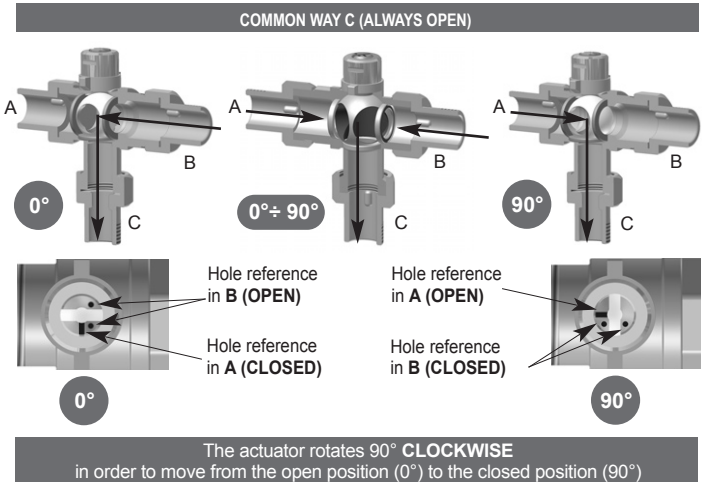 COMMON WAY C (ALWAYS OPEN)
A
B
C
0°
A
B
C
0°÷ 90°
A
B
C
90°
Hole reference
in B (OPEN)
Hole reference
in A (CLOSED)
0°
Hole reference
in A (OPEN)
Hole reference
in B (CLOSED)
90°
The actuator rotates 90° CLOCKWISE
in order to move from the open position (0°) to the closed position (90°)